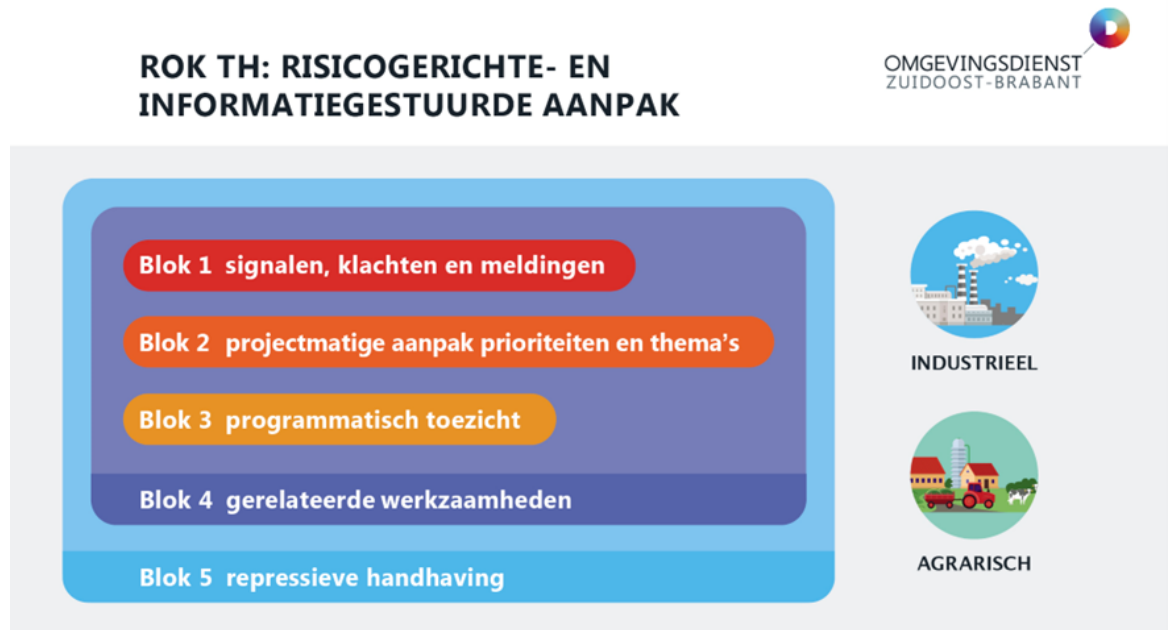 ROK TH: RISICOGERICHTE- EN
INFORMATIEGESTUURDE AANPAK
OMGEVINGSDIENST
ZUIDOOST-BRABANT
Blok 1 signalen, klachten en meldingen
Blok 2 projectmatige aanpak prioriteiten en thema's
Blok 3 programmatisch toezicht
Blok 4 gerelateerde werkzaamheden
Blok 5 repressieve handhaving
INDUSTRIEEL
AGRARISCH